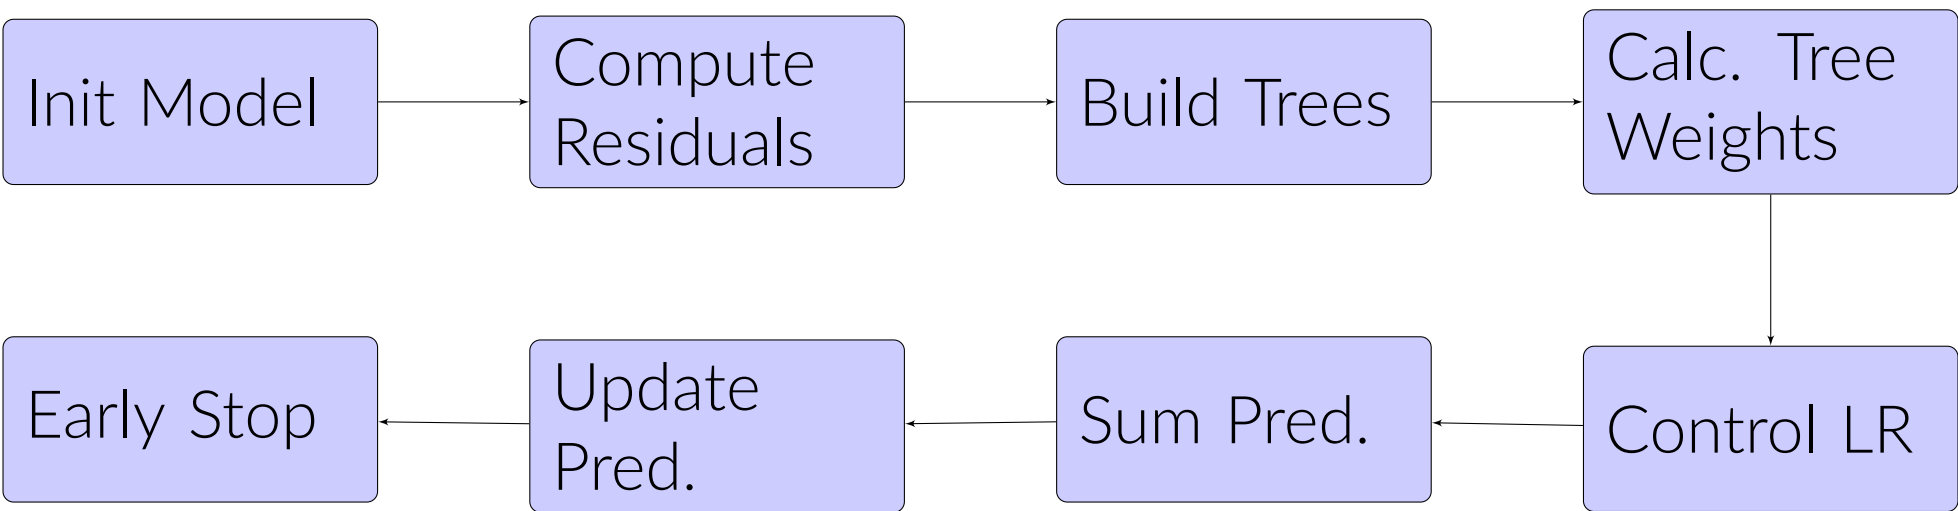 Init Model
Compute
Residuals
Build Trees
Calc. Tree
Weights
Early Stop
Update
Pred.
Sum Pred.
Control LR